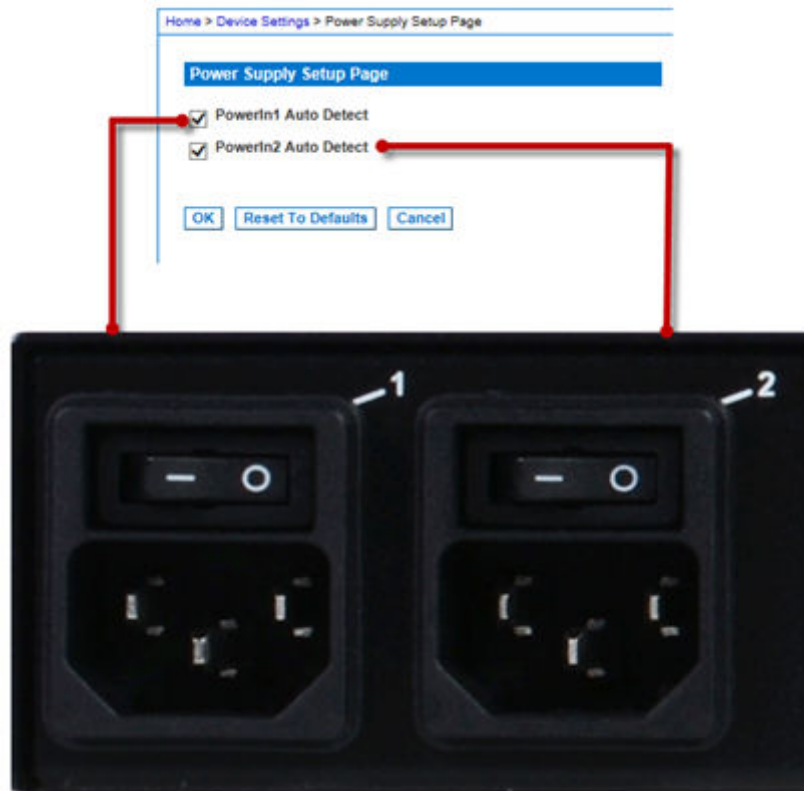 Home > Device Settings > Power Supply Setup Page
Power Supply Setup Page
PowerIn1 Auto Detect
PowerIn2 Auto Detect
OK Reset To Defaults Cancel
1
2